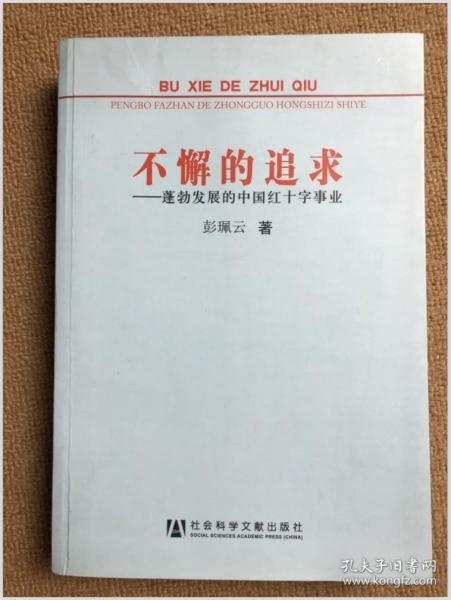 BU XIE DE ZHUI QIU
PENGBO FAZHAN DE ZHONGGUO HONGSHIZI SHIYE
不懈的追求
——蓬勃发展的中国红十字事业
彭珮云 著
社会科学文献出版社
SOCIAL SCIENCES ACADEMIC PRESS (CHINA)
孔夫子旧书网
www.kongfz.com